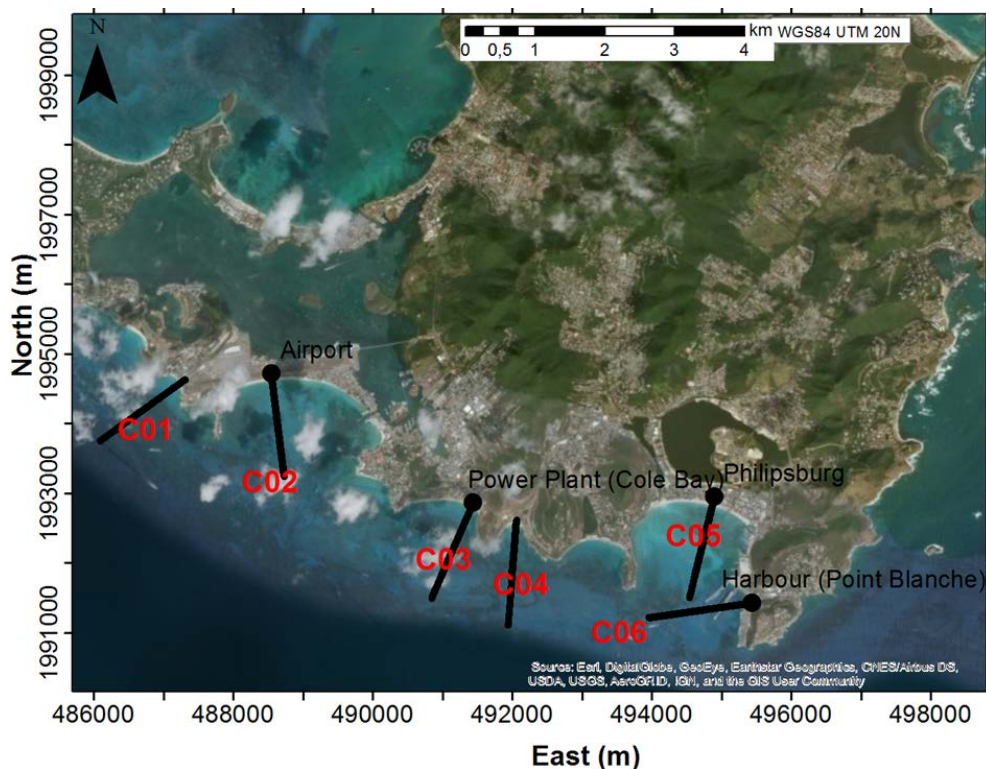 N
km
WGS84 UTM 20N
0 0,5 1 2 3 4
1999000
1997000
1995000
1993000
1991000
North (m)
Airport
C01
C02
Power Plant (Cole Bay)
Philipsburg
C03
C04
C05
Harbour (Point Blanche)
C06
Source: Esri, DigitalGlobe, GeoEye, Earthstar Geographics, CNES/Airbus DS,
USDA, USGS, AeroGRID, IGN, and the GIS User Community
486000 488000 490000 492000 494000 496000 498000
East (m)